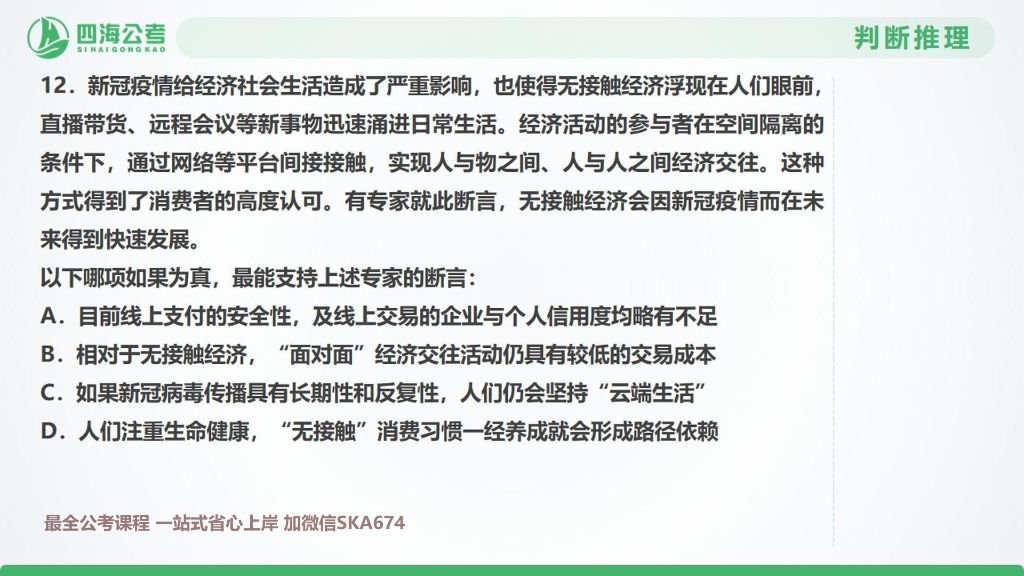 四海公考
SIHAIGONGKAO
判断推理
12．新冠疫情给经济社会生活造成了严重影响，也使得无接触经济浮现在人们眼前，
直播带货、远程会议等新事物迅速涌进日常生活。经济活动的参与者在空间隔离的
条件下，通过网络等平台间接接触，实现人与物之间、人与人之间经济交往。这种
方式得到了消费者的高度认可。有专家就此断言，无接触经济会因新冠疫情而在未
来得到快速发展。
以下哪项如果为真，最能支持上述专家的断言：
A．目前线上支付的安全性，及线上交易的企业与个人信用度均略有不足
B．相对于无接触经济，“面对面”经济交往活动仍具有较低的交易成本
C．如果新冠病毒传播具有长期性和反复性，人们仍会坚持“云端生活”
D．人们注重生命健康，“无接触”消费习惯一经养成就会形成路径依赖
最全公考课程 一站式省心上岸 加微信SKA674